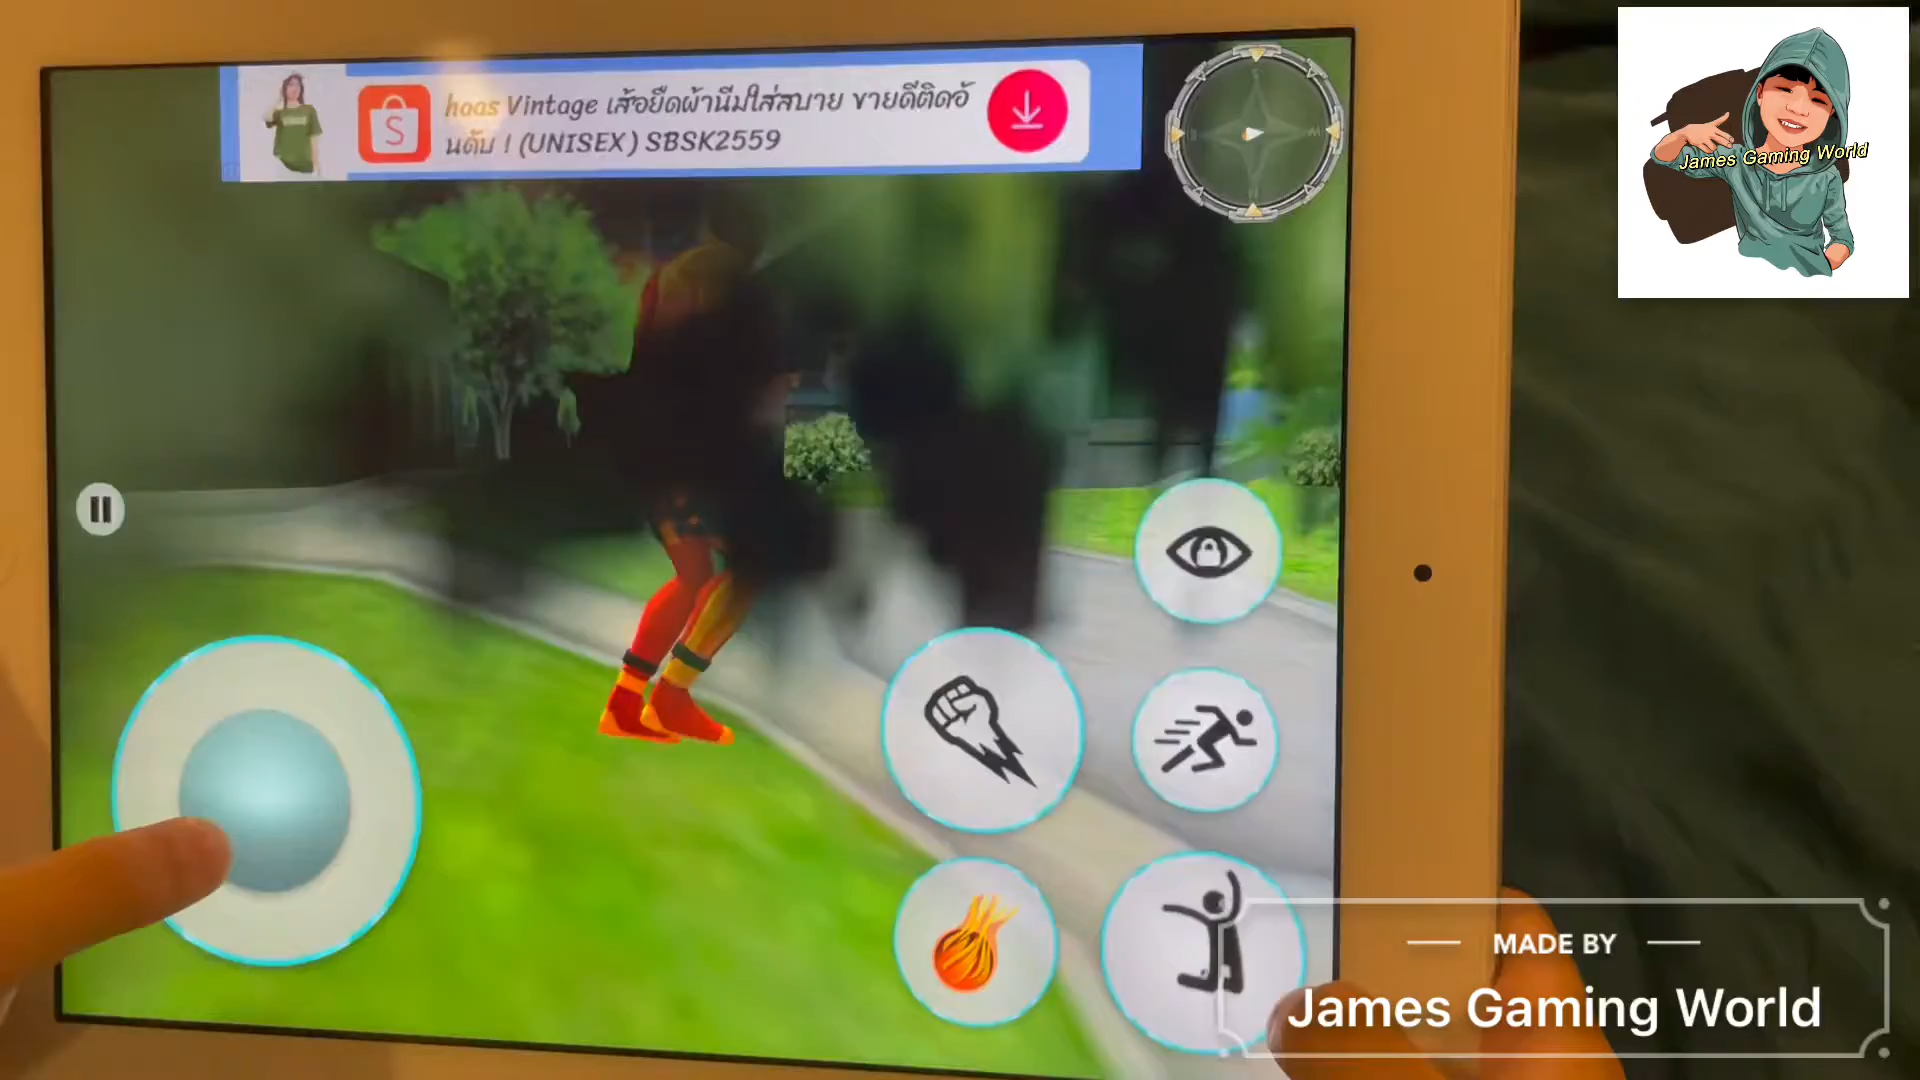 haas Vintage เสื้อยืดผ้านีมใส่สบาย ขายดีติดอั
นดับ ! (UNISEX) SBSK2559
S
James Gaming World
MADE BY
James Gaming World